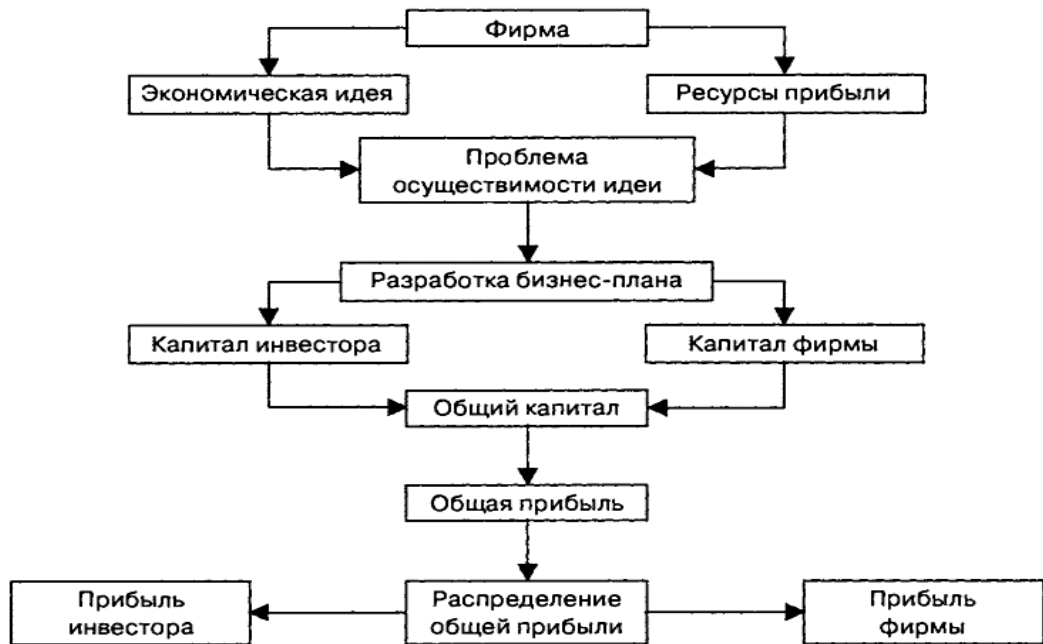 Фирма
Экономическая идея
Ресурсы прибыли
Проблема
осуществимости идеи
Разработка бизнес-плана
Капитал инвестора
Капитал фирмы
Общий капитал
Общая прибыль
Прибыль
инвестора
Распределение
общей прибыли
Прибыль
фирмы